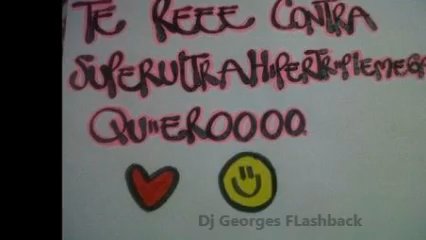 TE REEE CONTRA
SUPERULTRAHIPERTRIPLEMEGA
QUIEROOOO
Dj Georges FLashback